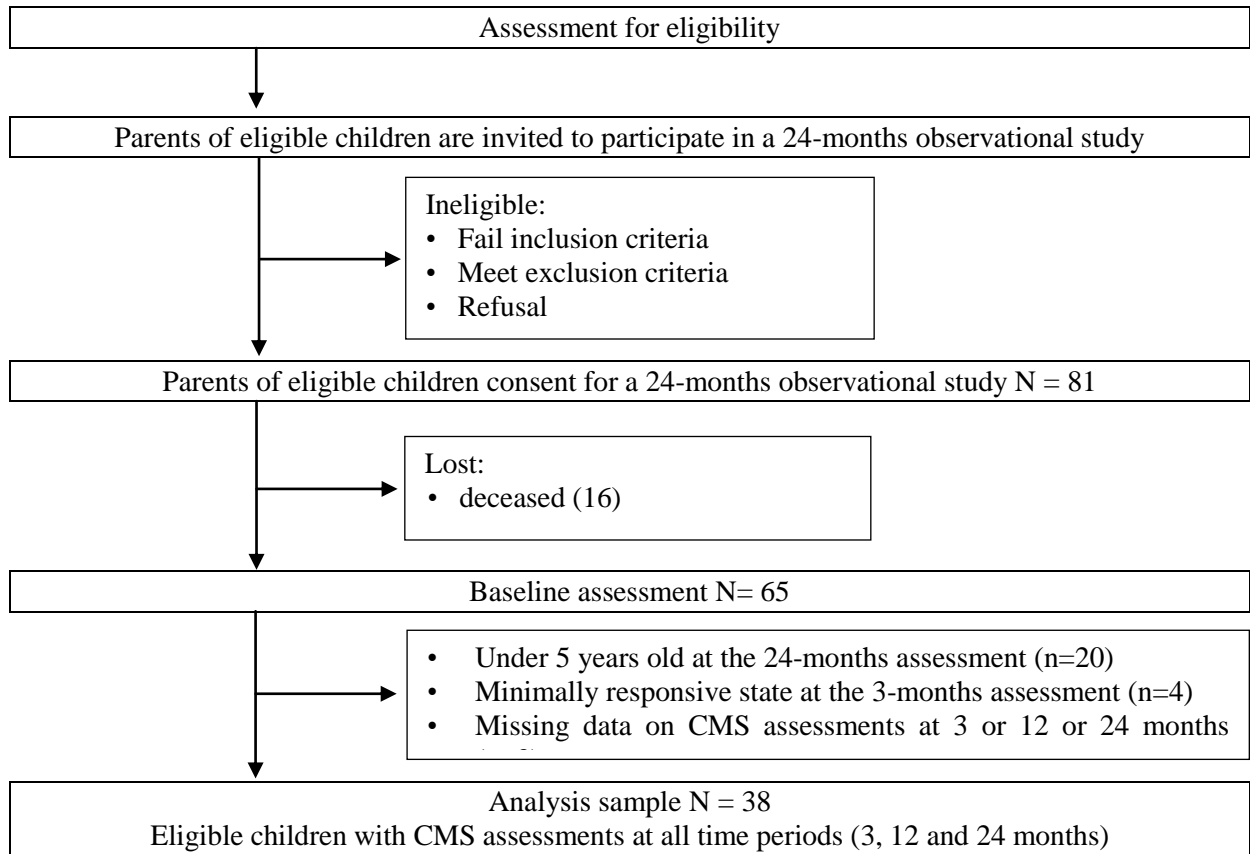 Assessment for eligibility
Parents of eligible children are invited to participate in a 24-months observational study
Ineligible:
• Fail inclusion criteria
• Meet exclusion criteria
• Refusal
Parents of eligible children consent for a 24-months observational study N = 81
Lost:
• deceased (16)
Baseline assessment N= 65
• Under 5 years old at the 24-months assessment (n=20)
• Minimally responsive state at the 3-months assessment (n=4)
• Missing data on CMS assessments at 3 or 12 or 24 months
Analysis sample N = 38
Eligible children with CMS assessments at all time periods (3, 12 and 24 months)